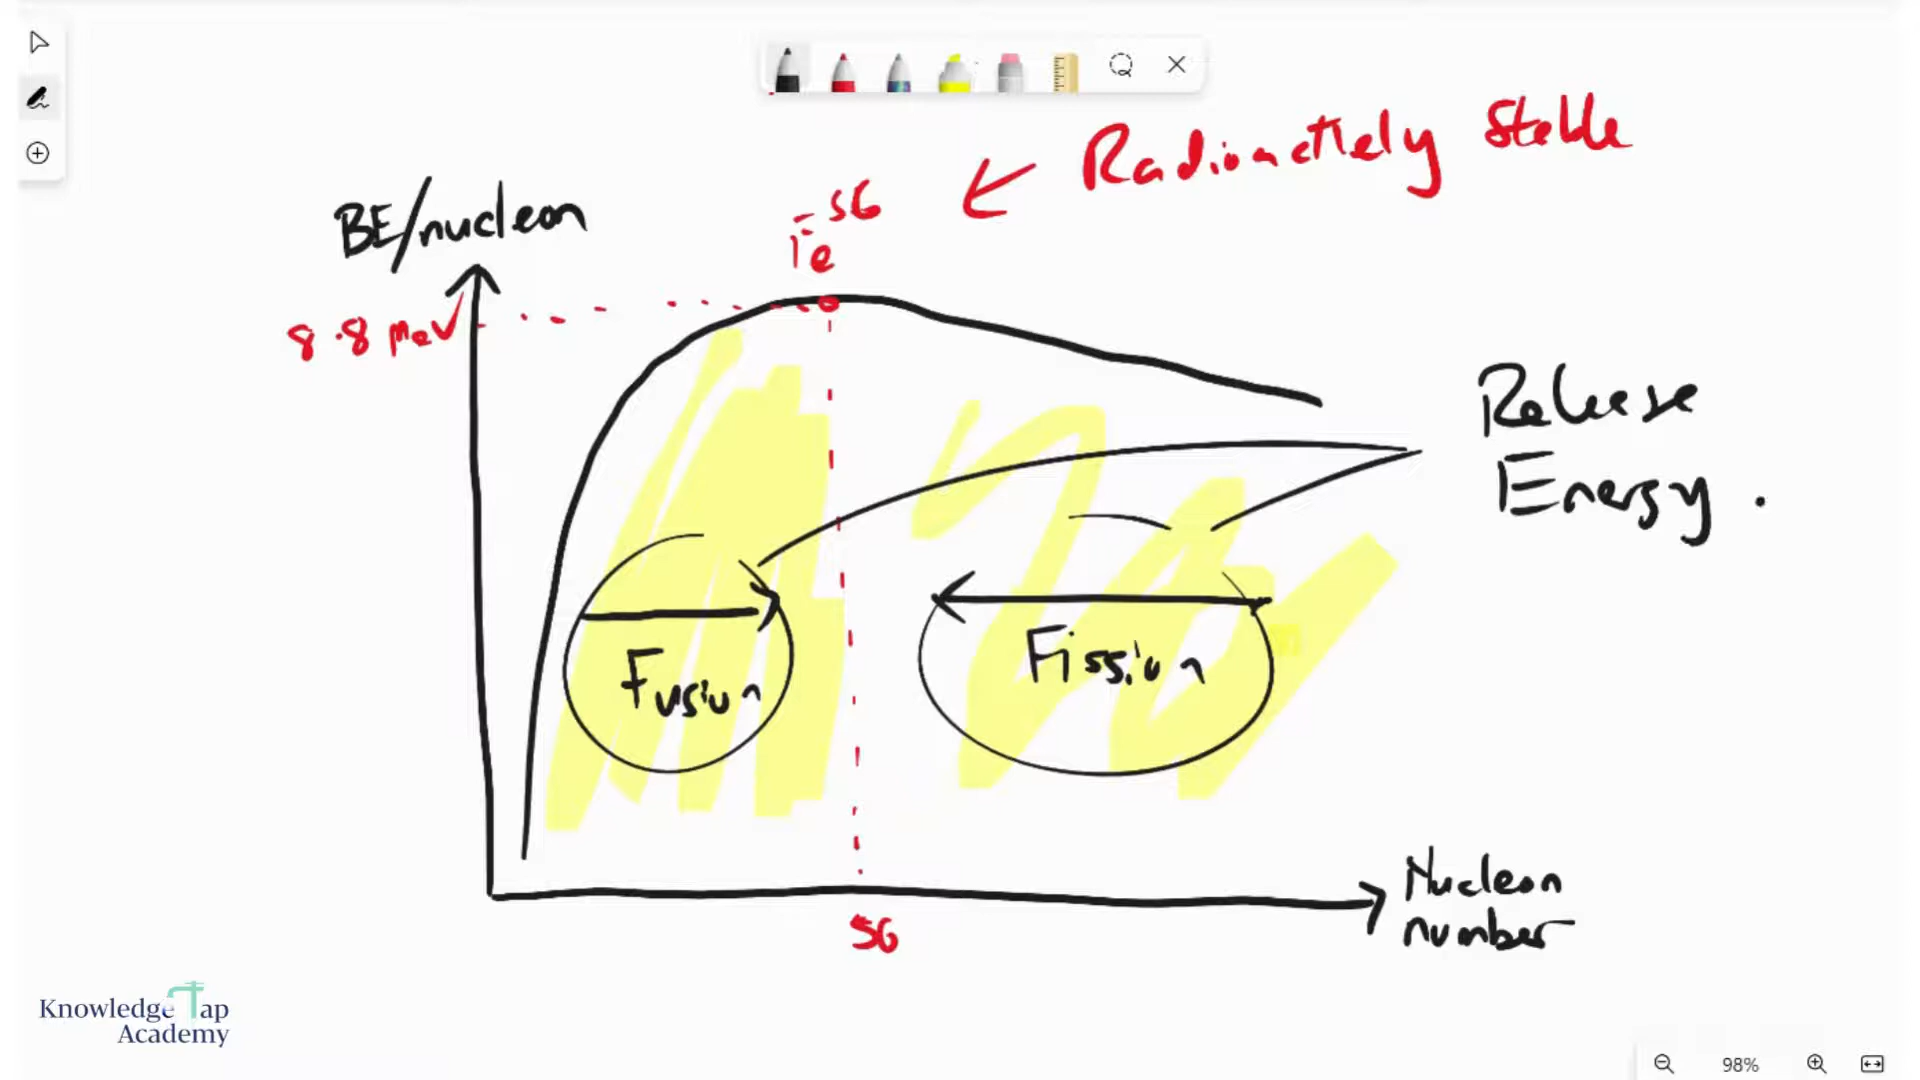 Radioactively Stable
Fe 56
BE/nucleon
8.8 MeV
Release
Energy.
Fusion
Fission
Nucleon
number
56
Knowledge Tap
Academy
98%